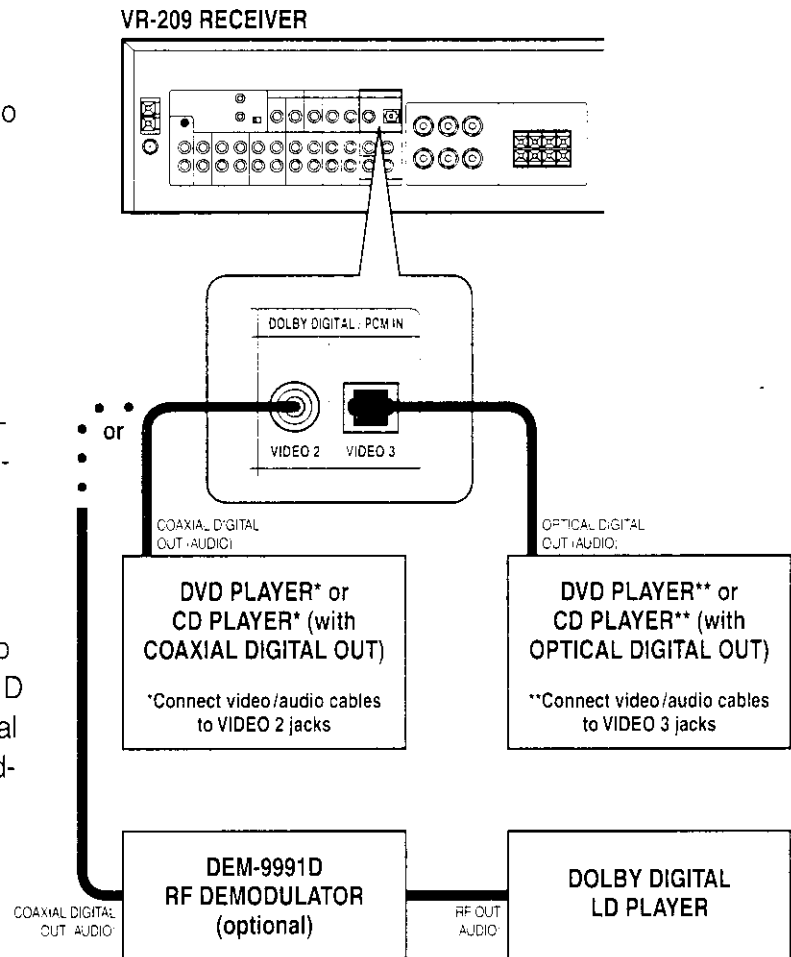 VR-209 RECEIVER
o
DOLBY DIGITAL / PCM IN
or
VIDEO 2 VIDEO 3
COAXIAL DIGITAL
OUT (AUDIO)
OPTICAL DIGITAL
OUT (AUDIO)
DVD PLAYER* or
CD PLAYER* (with
COAXIAL DIGITAL OUT)
*Connect video/audio cables
to VIDEO 2 jacks
DVD PLAYER** or
CD PLAYER** (with
OPTICAL DIGITAL OUT)
**Connect video/audio cables
to VIDEO 3 jacks
D
al
d-
DEM-9991D
RF DEMODULATOR
(optional)
DOLBY DIGITAL
LD PLAYER
COAXIAL DIGITAL
OUT AUDIO
RF OUT
AUDIO